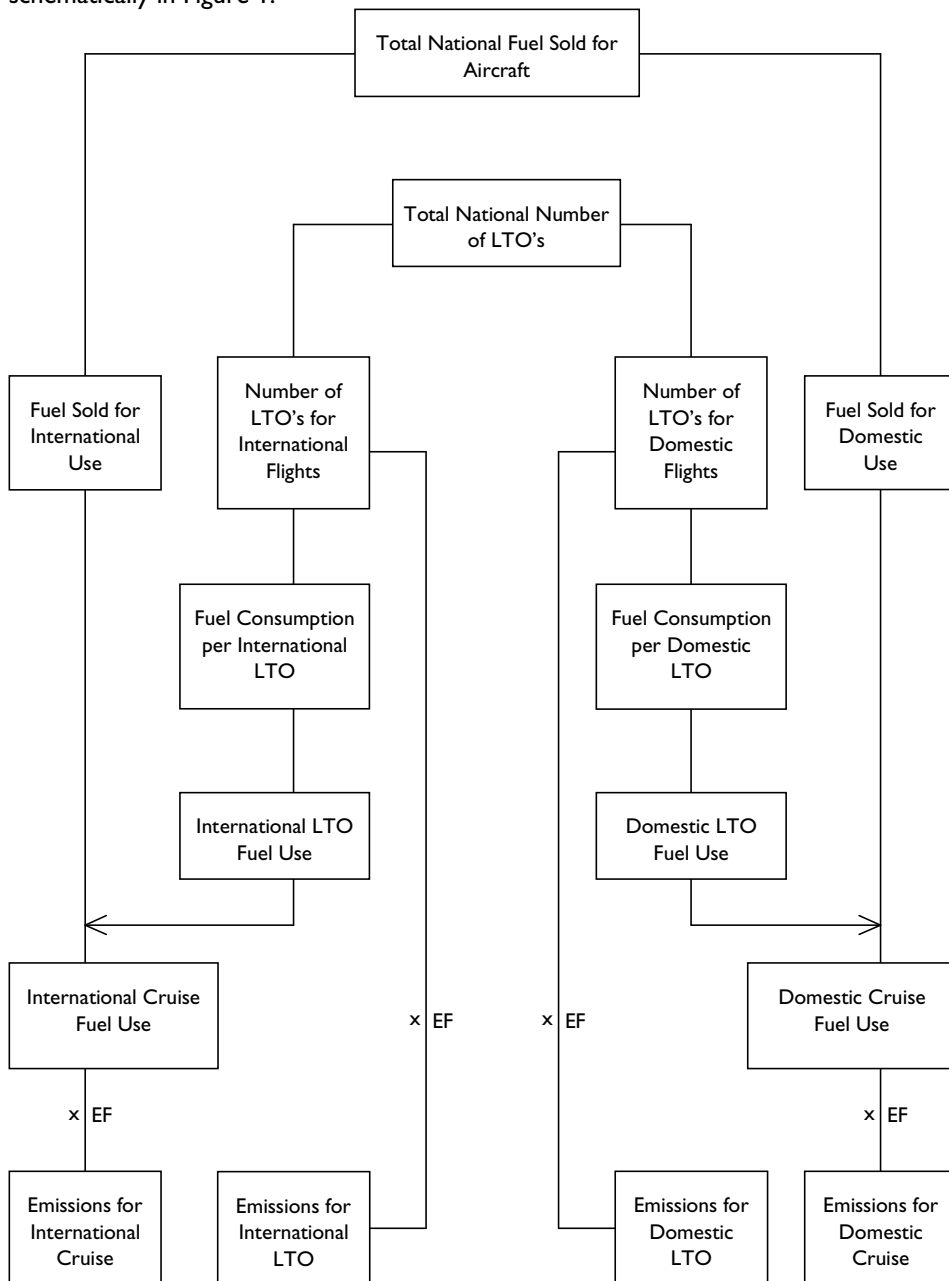 schematically in Figure 1.
Total National Fuel Sold for
Aircraft
Total National Number
of LTO's
Fuel Sold for
International
Use
Number of
LTO's for
International
Flights
Number of
LTO's for
Domestic
Flights
Fuel Sold for
Domestic
Use
Fuel Consumption
per International
LTO
Fuel Consumption
per Domestic
LTO
International LTO
Fuel Use
Domestic LTO
Fuel Use
International Cruise
Fuel Use
x EF
x EF
Domestic Cruise
Fuel Use
x EF
x EF
Emissions for
International
Cruise
Emissions for
International
LTO
Emissions for
Domestic
LTO
Emissions for
Domestic
Cruise